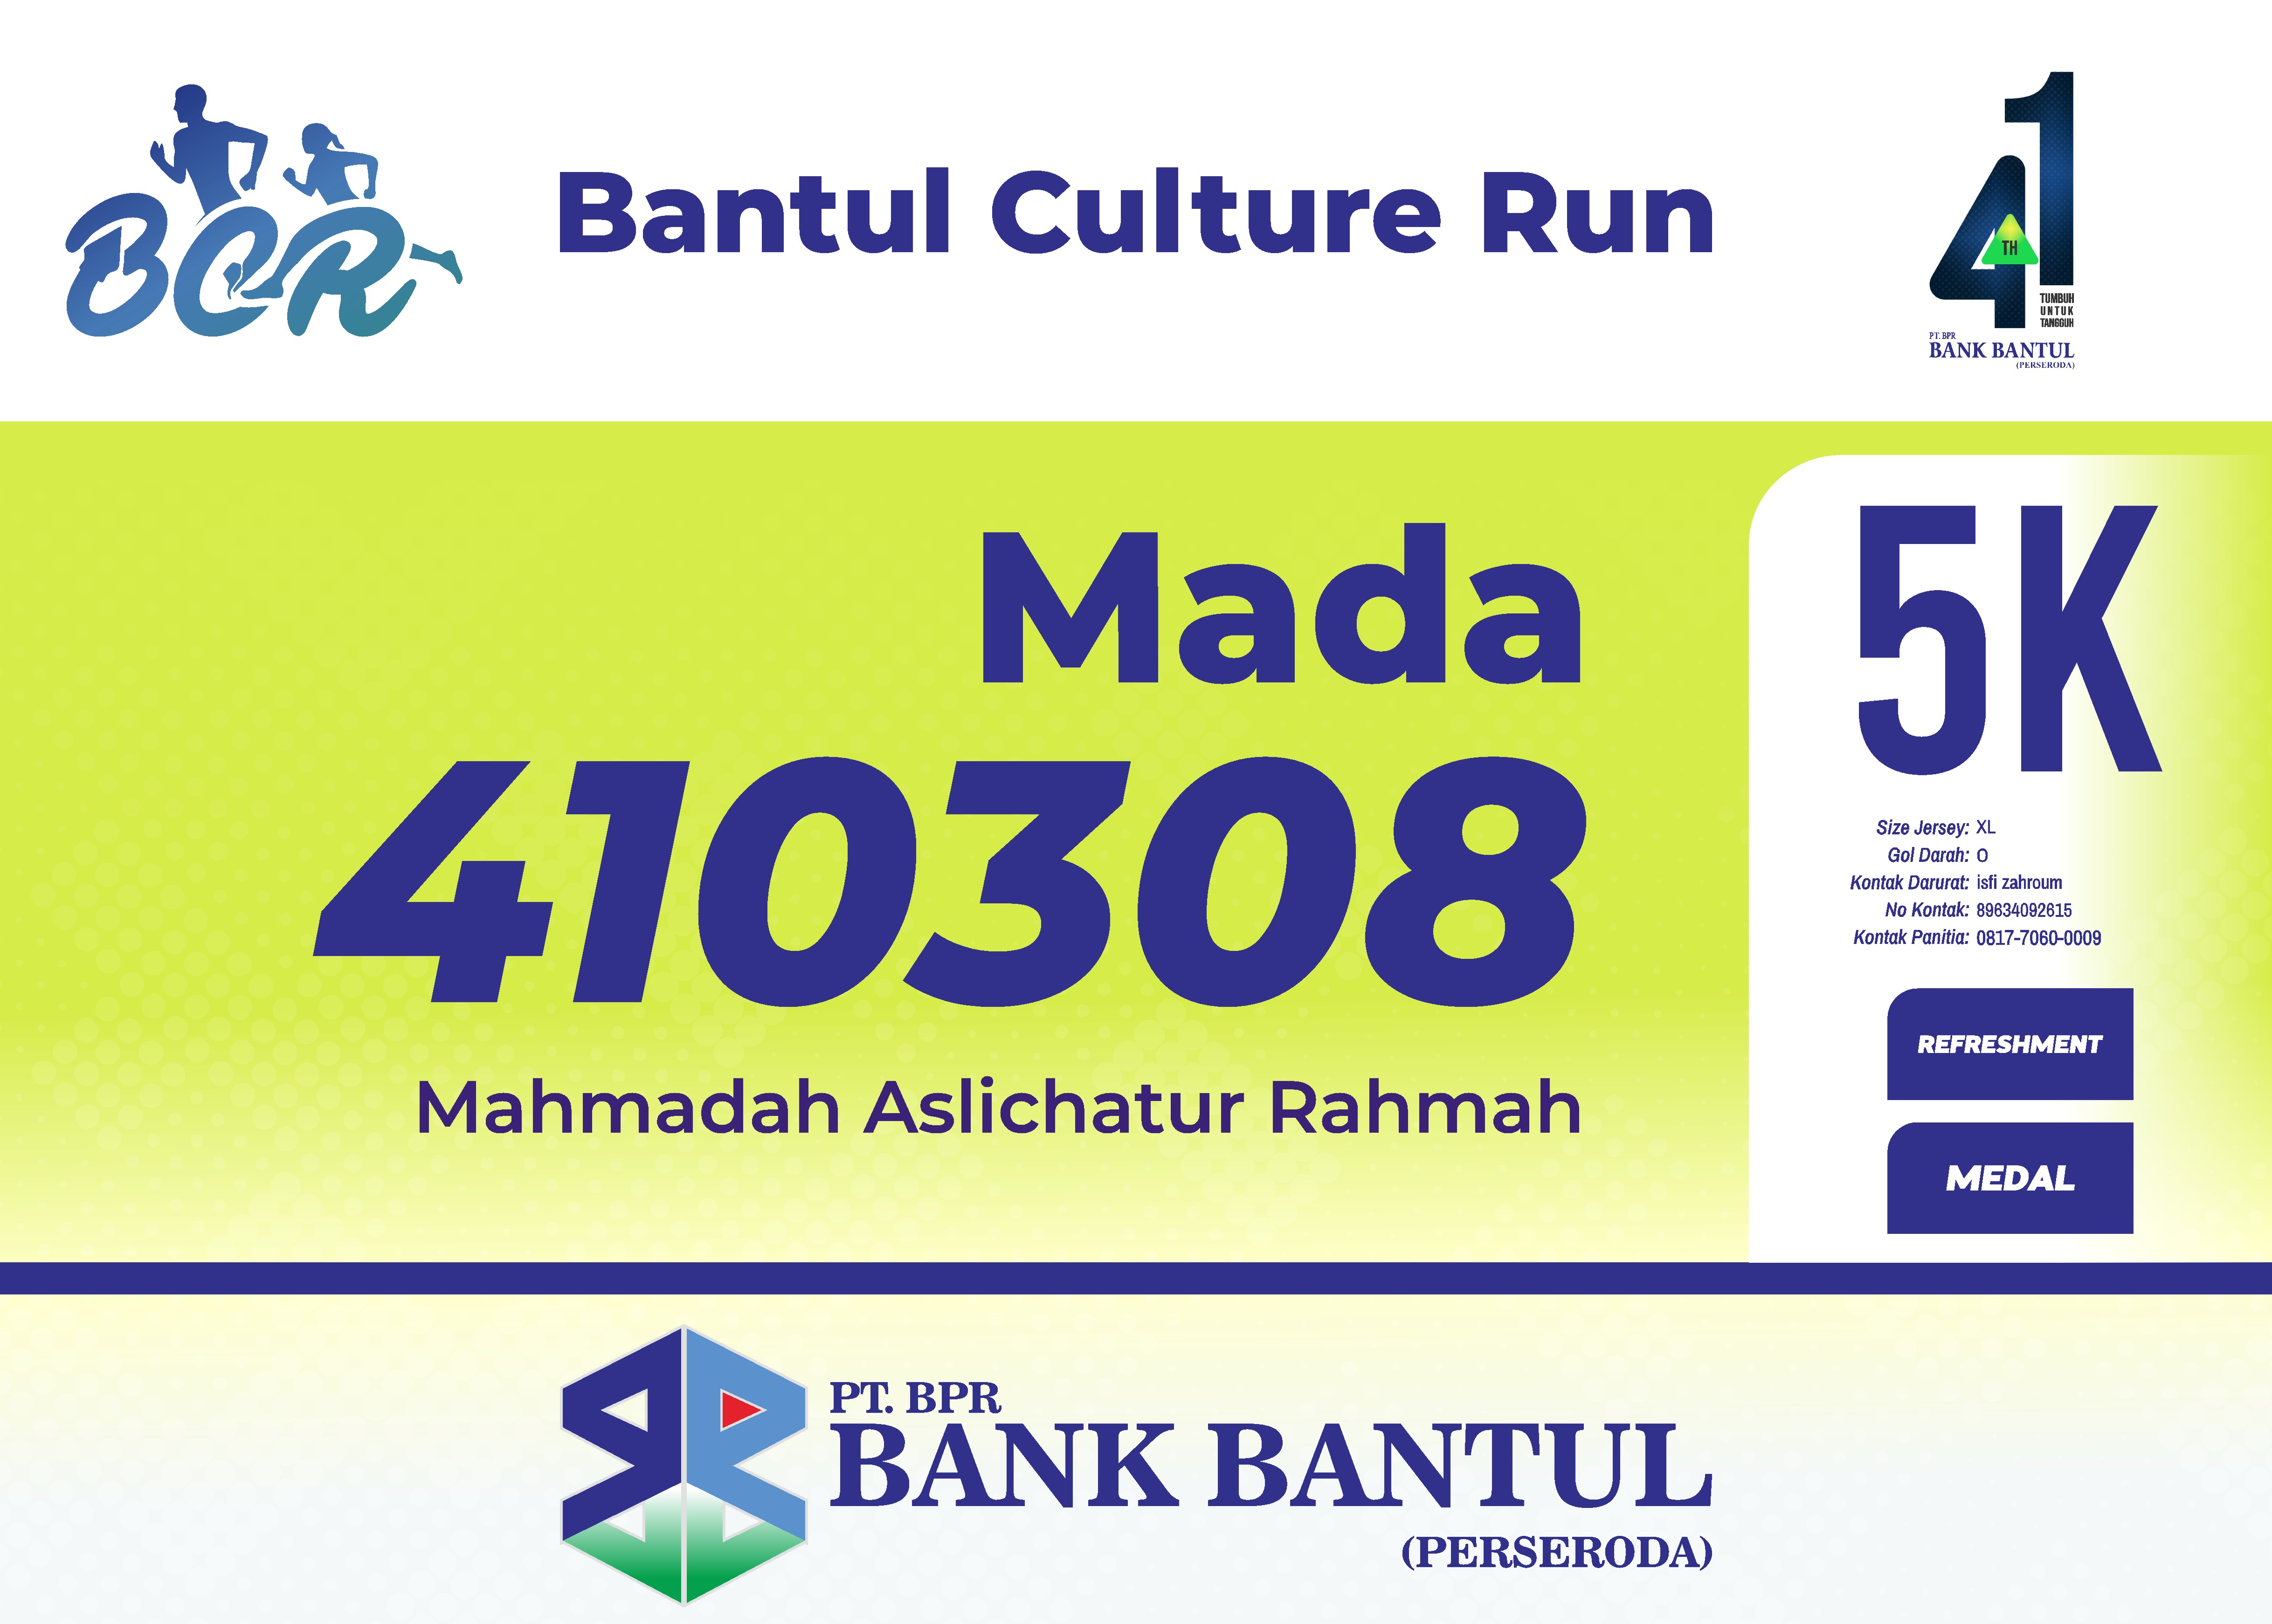 BCR
Bantul Culture Run
41
TH
TUMBUH
UNTUK
TANGGUH
PT. BPR
BANK BANTUL
(PERSERODA)
Mada
410308
Mahmadah Aslichatur Rahmah
5K
Size Jersey: XL
Gol Darah: O
Kontak Darurat: isfi zahroum
No Kontak: 89634092615
Kontak Panitia: 0817-7060-0009
REFRESHMENT
MEDAL
PT. BPR
BANK BANTUL
(PERSERODA)